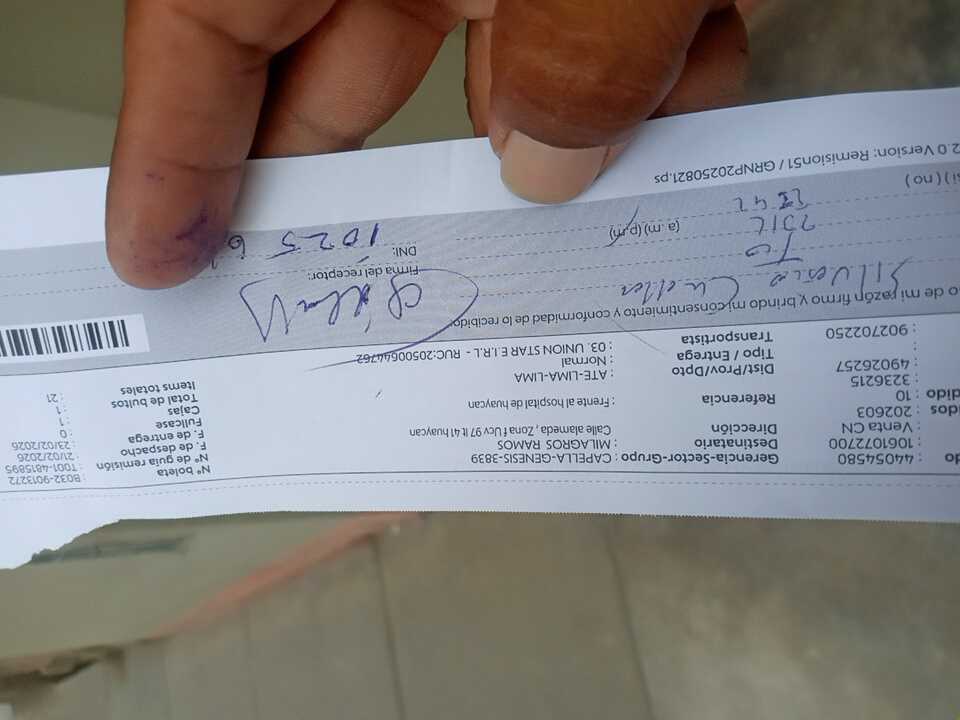 do : 44054580
: 1061072700
Venta CN
dos : 202603
dido : 10
: 3236215
: 49026257
:
: 902702250
Gerencia-Sector-Grupo : CAPELLA-GENESIS-3839
Destinatario : MILAGROS RAMOS
Dirección : Calle alameda , Zona f Ucv 97 lt 41 huaycan
Referencia : Frente al hospital de huaycan
Dist/Prov/Dpto : ATE-LIMA-LIMA
Tipo / Entrega : Normal
Transportista : 03. UNION STAR E.I.R.L. - RUC:20500644762
N° boleta : B032-9013272
N° de guía remisión : T001-4815895
F. de despacho : 21/02/2026
F. de entrega : 23/02/2026
Fullcase : 0
Cajas : 1
Total de bultos : 1
Items totales : 21
o de mi razón firmo y brindo mi consentimiento y conformidad de lo recibido:
Tio
(a.m) (p.m)
Firma del receptor:
DNI: 10256
si ) ( no )
2.0 Version: Remision51 / GRNP20250821.ps